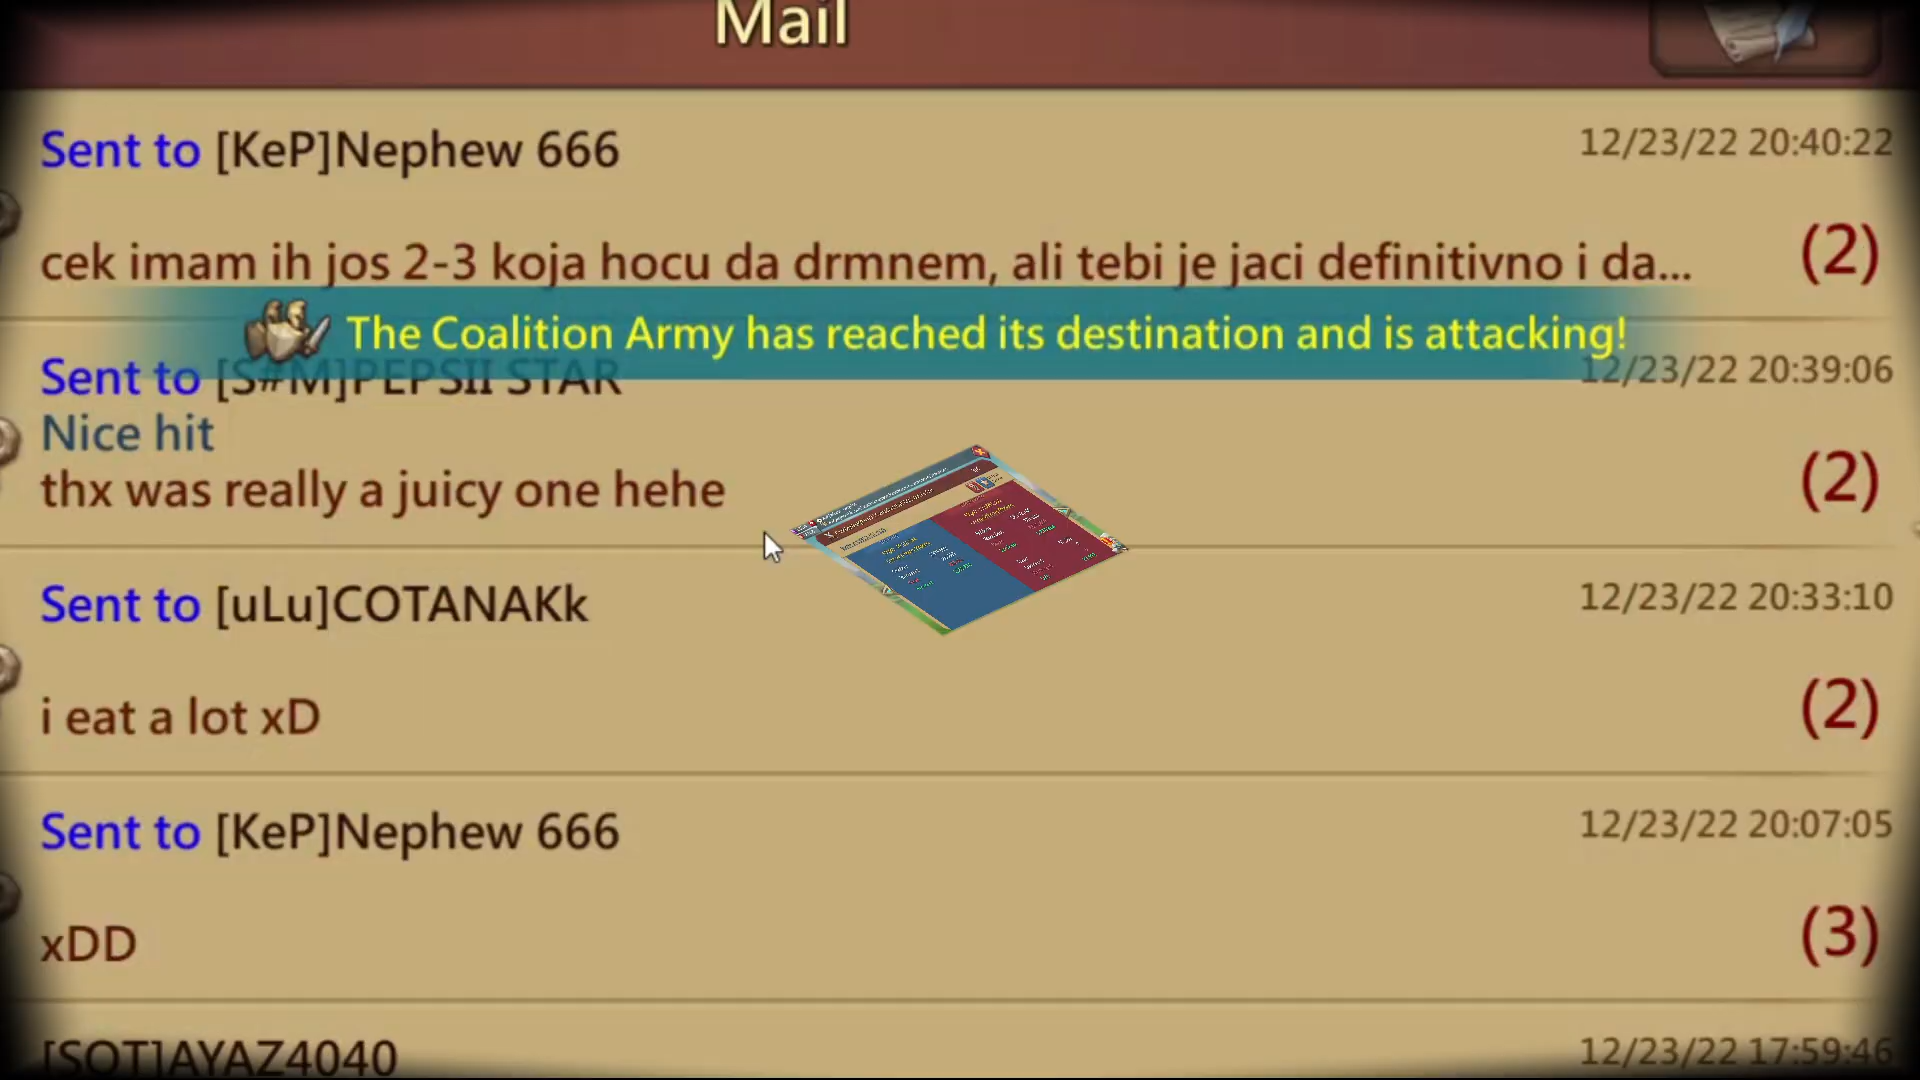 Mail
Sent to [KeP]Nephew 666
12/23/22 20:40:22
cek imam ih jos 2-3 koja hocu da drmnem, ali tebi je jaci definitivno i da...
(2)
The Coalition Army has reached its destination and is attacking!
Sent to [S#M]PEPSII STAR
12/23/22 20:39:06
Nice hit
thx was really a juicy one hehe
(2)
Sent to [uLu]COTANAKk
12/23/22 20:33:10
i eat a lot xD
(2)
Sent to [KeP]Nephew 666
12/23/22 20:07:05
xDD
(3)
[SOT]AYAZ4040
12/23/22 17:59:46